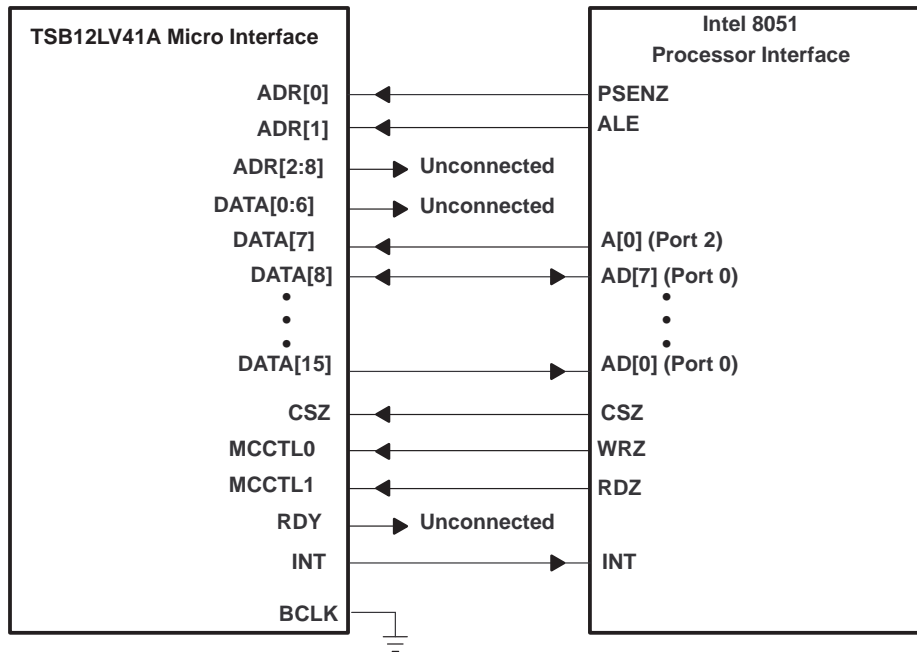 TSB12LV41A Micro Interface
Intel 8051
Processor Interface
ADR[0]
PSENZ
ADR[1]
ALE
ADR[2:8]
Unconnected
DATA[0:6]
Unconnected
DATA[7]
A[0] (Port 2)
DATA[8]
AD[7] (Port 0)
DATA[15]
AD[0] (Port 0)
CSZ
CSZ
MCCTL0
WRZ
MCCTL1
RDZ
RDY
Unconnected
INT
INT
BCLK